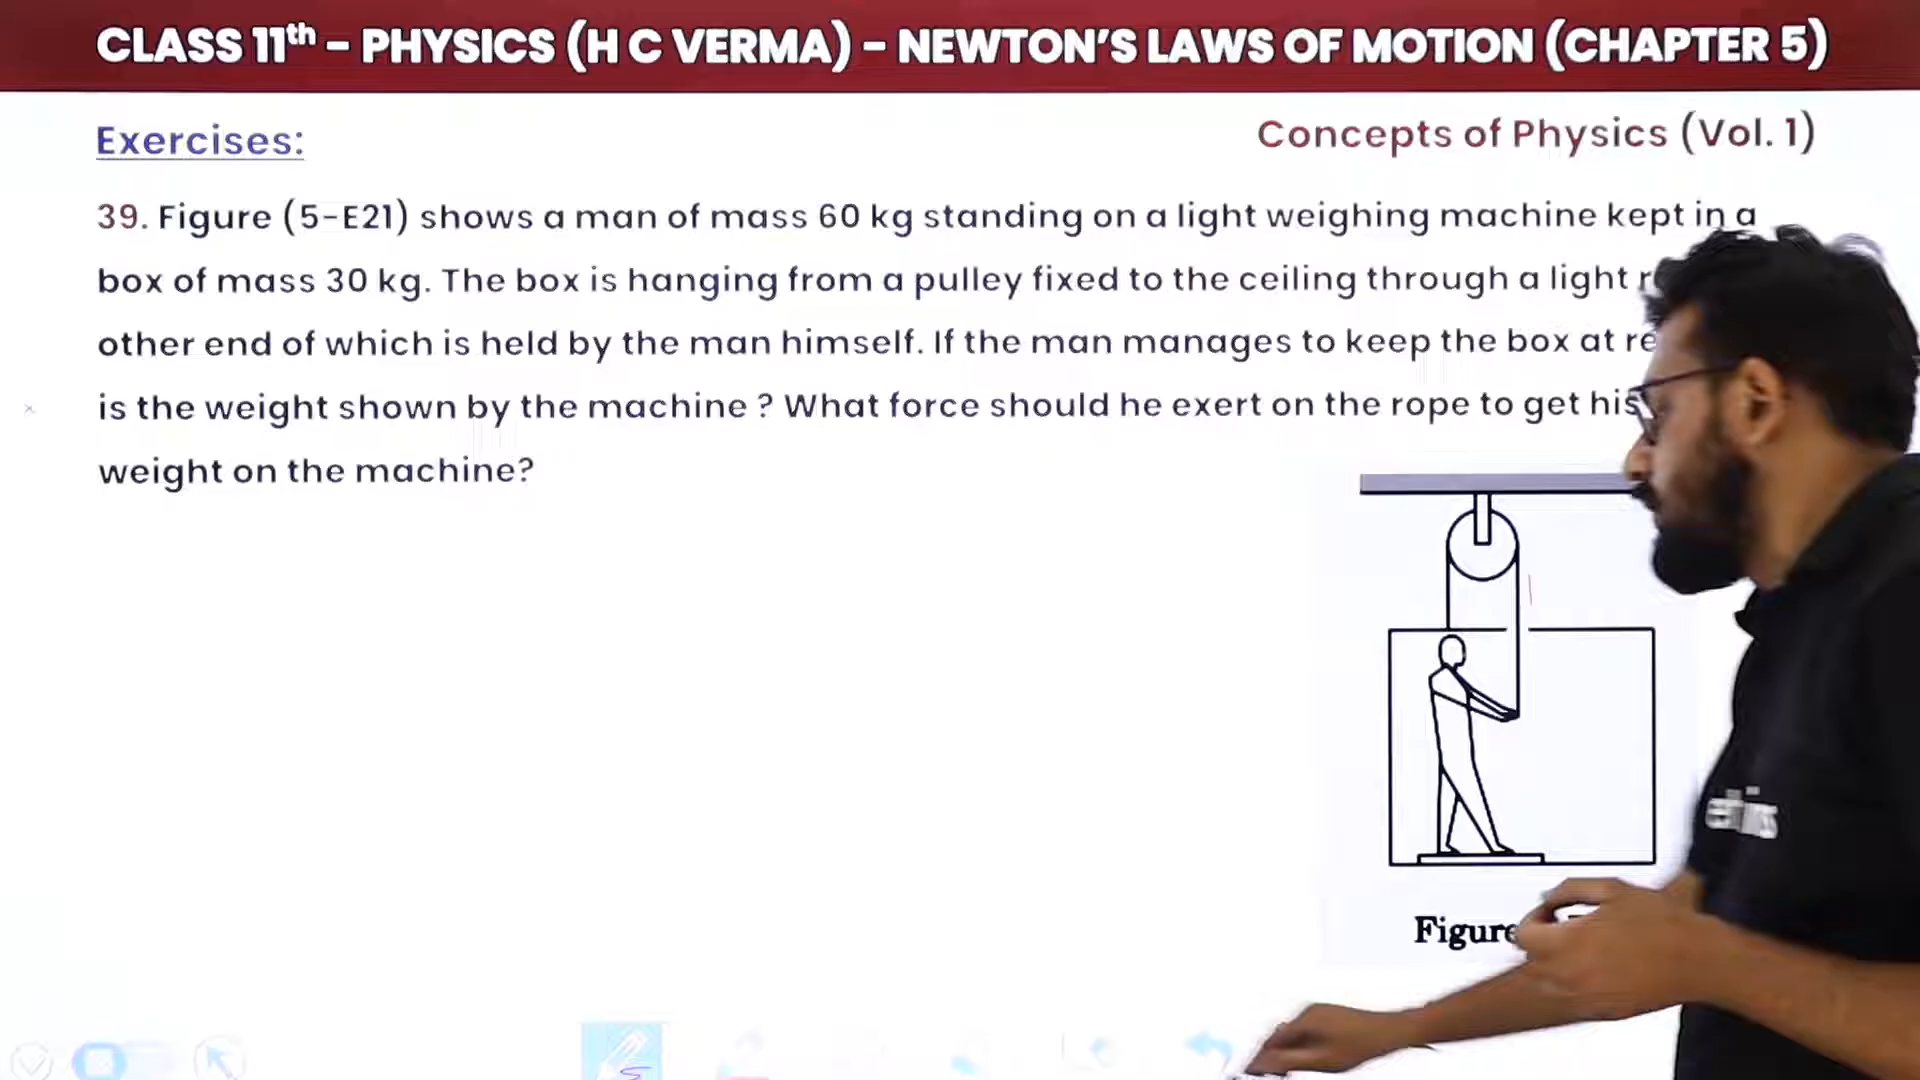 CLASS 11th – PHYSICS (H C VERMA) – NEWTON'S LAWS OF MOTION (CHAPTER 5)
Exercises:
Concepts of Physics (Vol. 1)
39. Figure (5-E21) shows a man of mass 60 kg standing on a light weighing machine kept in a
box of mass 30 kg. The box is hanging from a pulley fixed to the ceiling through a light
other end of which is held by the man himself. If the man manages to keep the box at
is the weight shown by the machine ? What force should he exert on the rope to get his
weight on the machine?
Figure